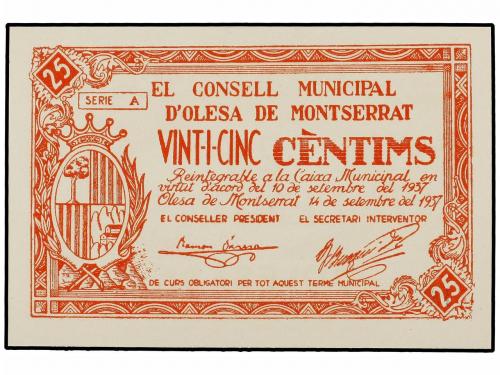 25
SERIE A
EL CONSELL MUNICIPAL
D'OLESA DE MONTSERRAT
VINT-I-CINC CÈNTIMS
Reintegrable a la Caixa Municipal en
virtut d'acord del 10 de setembre del 1937
Olesa de Montserrat 14 de setembre del 1937
EL CONSELLER PRESIDENT EL SECRETARI INTERVENTOR
DE CURS OBLIGATORI PER TOT AQUEST TERME MUNICIPAL
25